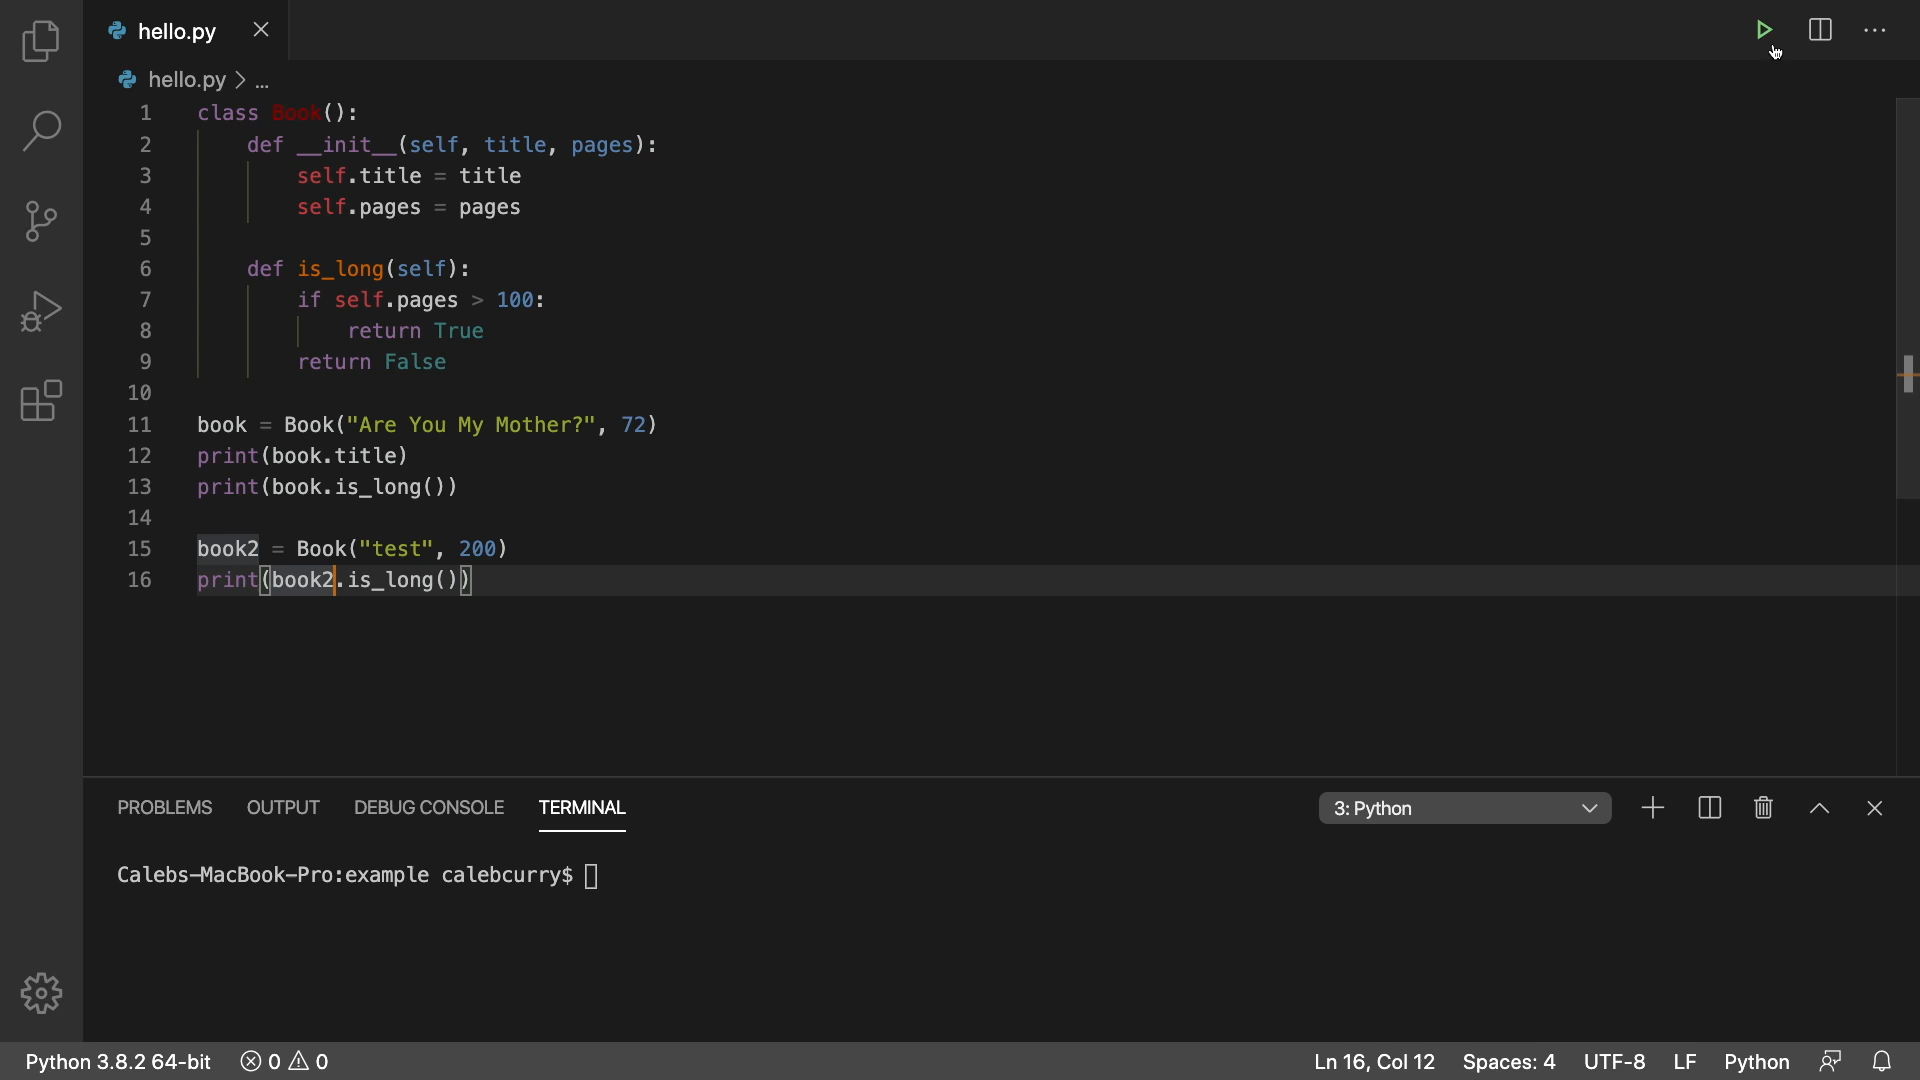 hello.py
hello.py > ...
1 class Book():
2     def __init__(self, title, pages):
3         self.title = title
4         self.pages = pages
5
6     def is_long(self):
7         if self.pages > 100:
8             return True
9         return False
10
11 book = Book("Are You My Mother?", 72)
12 print(book.title)
13 print(book.is_long())
14
15 book2 = Book("test", 200)
16 print(book2.is_long())
PROBLEMS OUTPUT DEBUG CONSOLE TERMINAL 3: Python
Calebs-MacBook-Pro:example calebcurry$
Python 3.8.2 64-bit 0 0 Ln 16, Col 12 Spaces: 4 UTF-8 LF Python